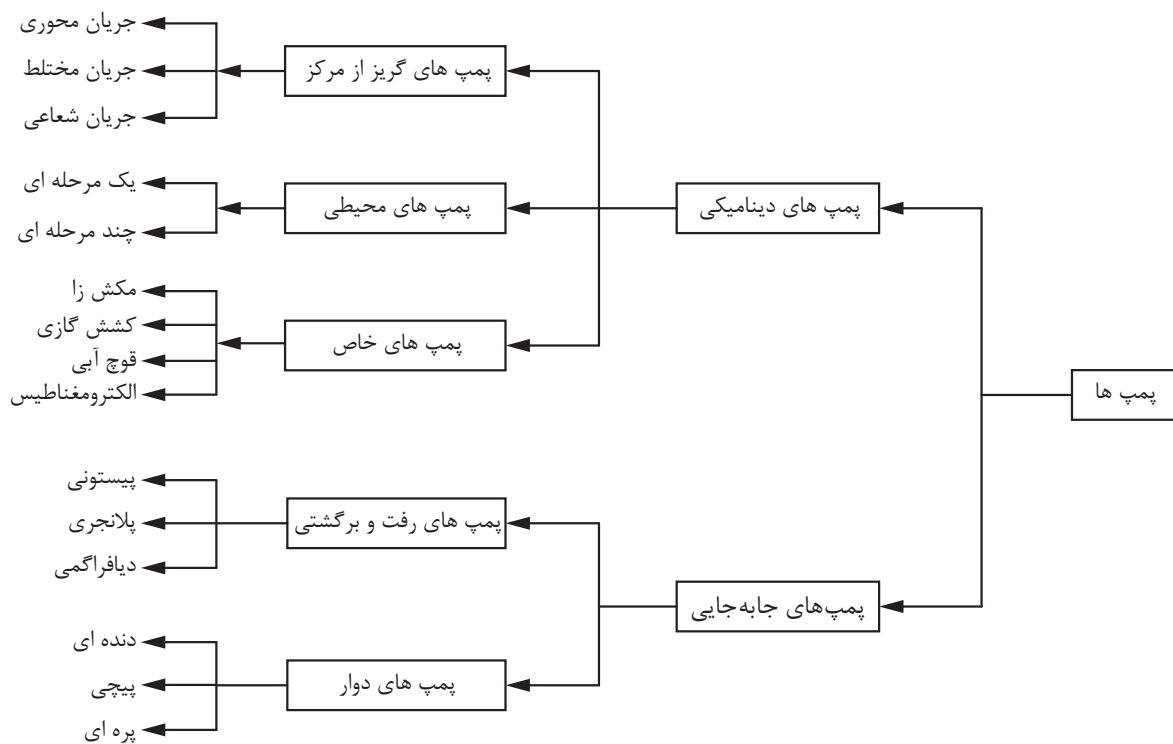 پمپ ها
پمپ های دینامیکی
پمپ های گریز از مرکز
جریان محوری
جریان مختلط
جریان شعاعی
پمپ های محیطی
یک مرحله ای
چند مرحله ای
پمپ های خاص
مکش زا
کشش گازی
قوچ آبی
الکترومغناطیس
پمپ‌های جابه‌جایی
پمپ های رفت و برگشتی
پیستونی
پلانجری
دیافراگمی
پمپ های دوار
دنده ای
پیچی
پره ای